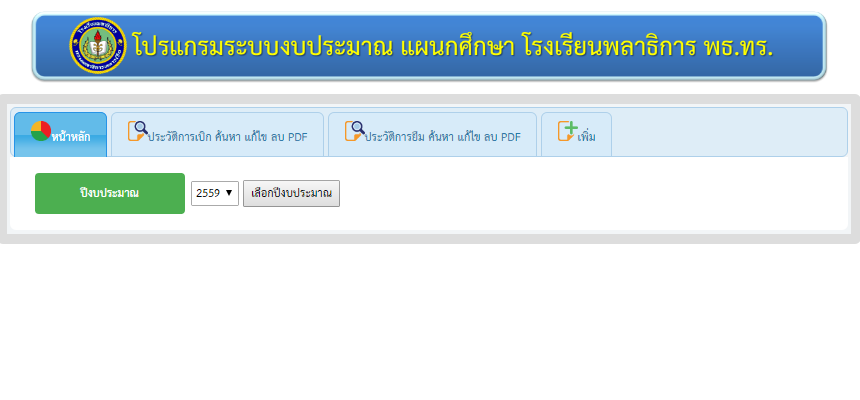 โปรแกรมระบบงบประมาณ แผนกศึกษา โรงเรียนพลาธิการ พธ.ทร.
หน้าหลัก ประวัติการเบิก ค้นหา แก้ไข ลบ PDF ประวัติการยืม ค้นหา แก้ไข ลบ PDF เพิ่ม
ปีงบประมาณ 2559 เลือกปีงบประมาณ